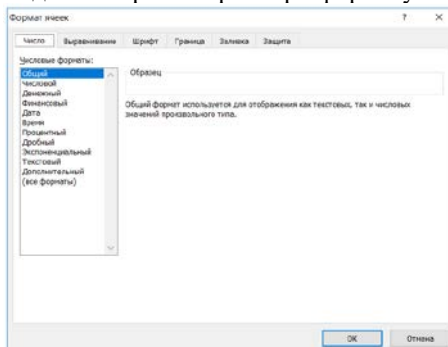 Формат ячеек
? ×
Число Выравнивание Шрифт Граница Заливка Защита
Числовые форматы:
Общий
Числовой
Денежный
Финансовый
Дата
Время
Процентный
Дробный
Экспоненциальный
Текстовый
Дополнительный
(все форматы)
Образец
Общий формат используется для отображения как текстовых, так и числовых
значений произвольного типа.
ОК Отмена